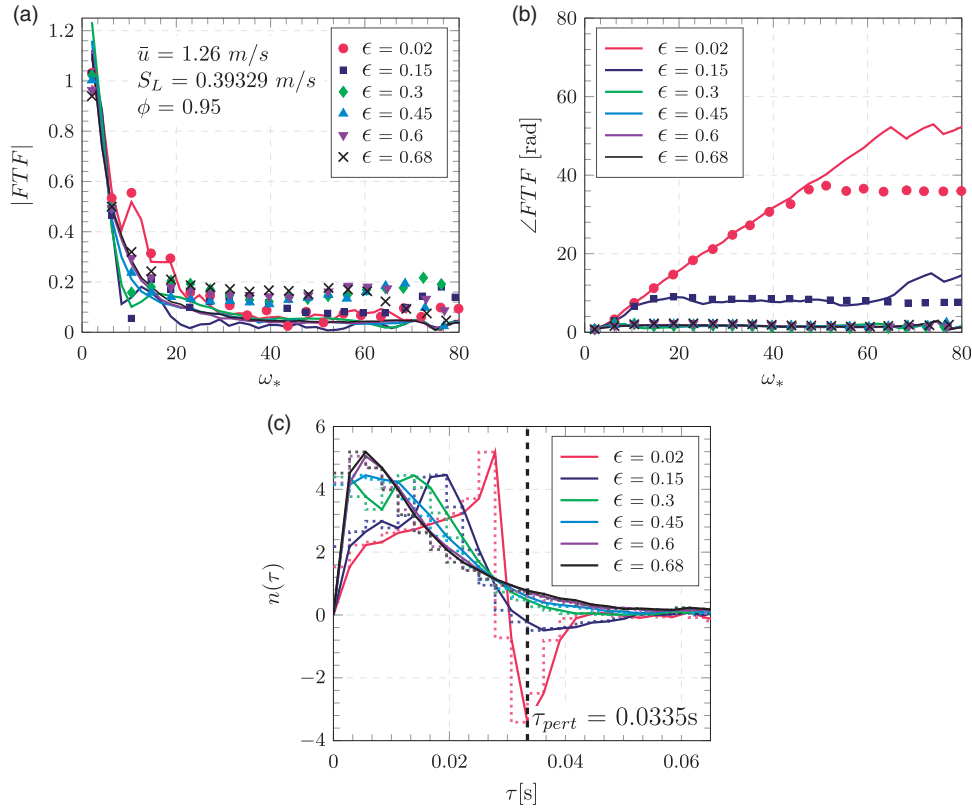 (a)
1.2
1
0.8
0.6
0.4
0.2
0
|FTF|
ū = 1.26 m/s
S_L = 0.39329 m/s
ϕ = 0.95
ϵ = 0.02
ϵ = 0.15
ϵ = 0.3
ϵ = 0.45
ϵ = 0.6
ϵ = 0.68
0 20 40 60 80
ω_*
(b)
80
60
40
20
0
∠FTF [rad]
ϵ = 0.02
ϵ = 0.15
ϵ = 0.3
ϵ = 0.45
ϵ = 0.6
ϵ = 0.68
0 20 40 60 80
ω_*
(c)
6
4
2
0
−2
−4
n(τ)
ϵ = 0.02
ϵ = 0.15
ϵ = 0.3
ϵ = 0.45
ϵ = 0.6
ϵ = 0.68
τ_pert = 0.0335s
0 0.02 0.04 0.06
τ[s]